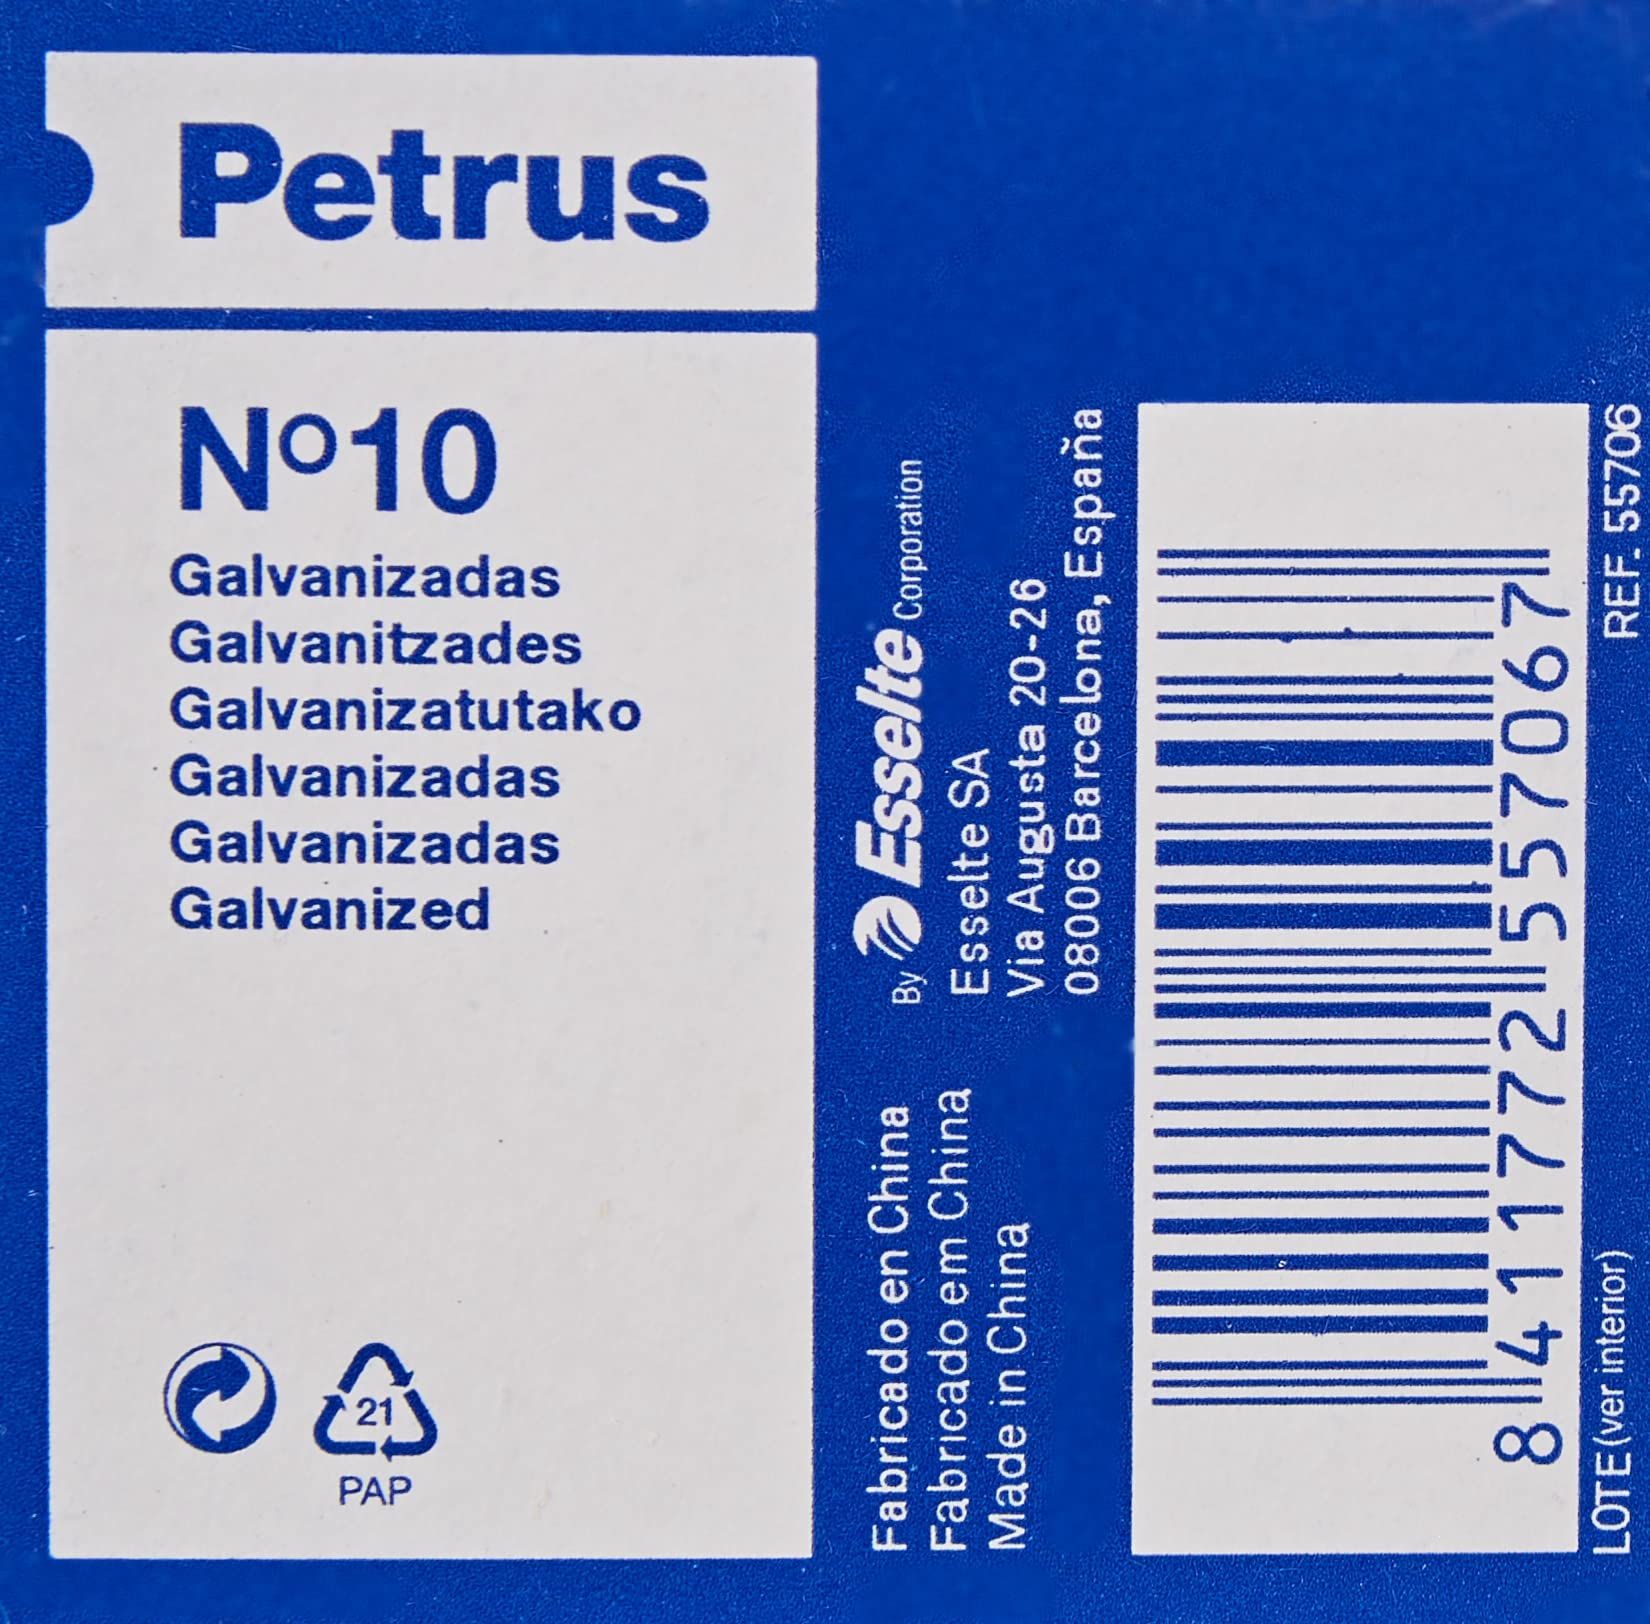 Petrus
Nº10
Galvanizadas
Galvanitzades
Galvanizatutako
Galvanizadas
Galvanizadas
Galvanized
21
PAP
Fabricado en China
Fabricado em China
Made in China
By Esselte Corporation
Esselte SA
Via Augusta 20-26
08006 Barcelona, España
8 411772 557067
LOTE (ver interior)
REF. 55706